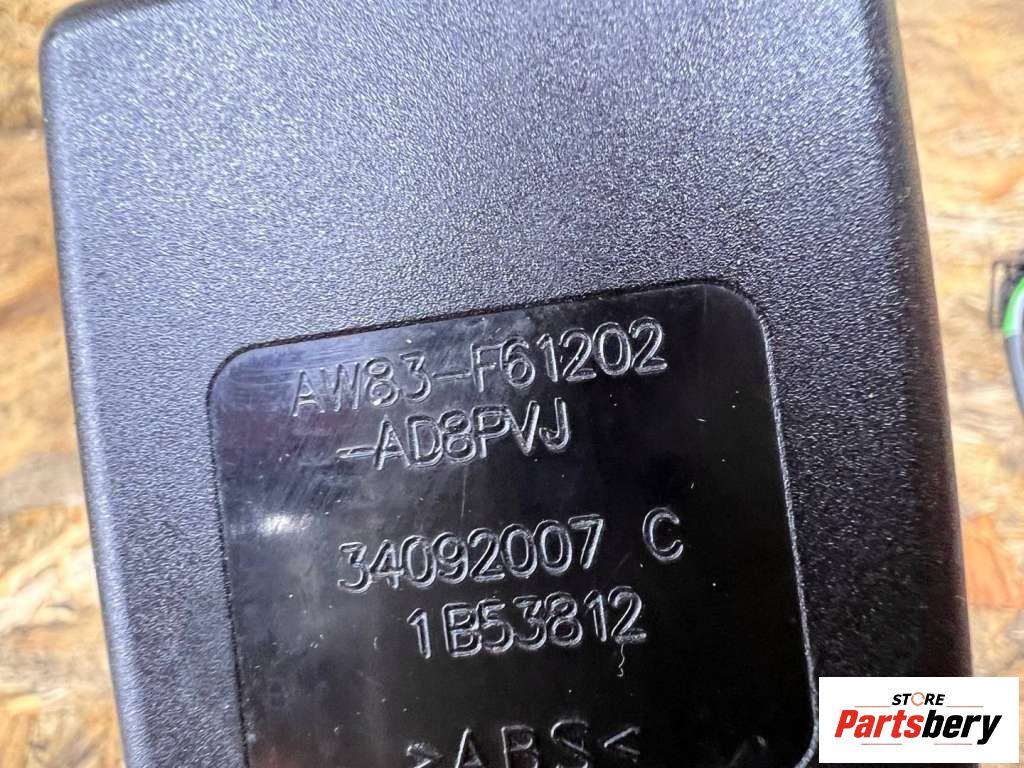 AW83-F61202
-AD8PVJ
34092007 C
1B53812
>ABS<
STORE
Partsbery